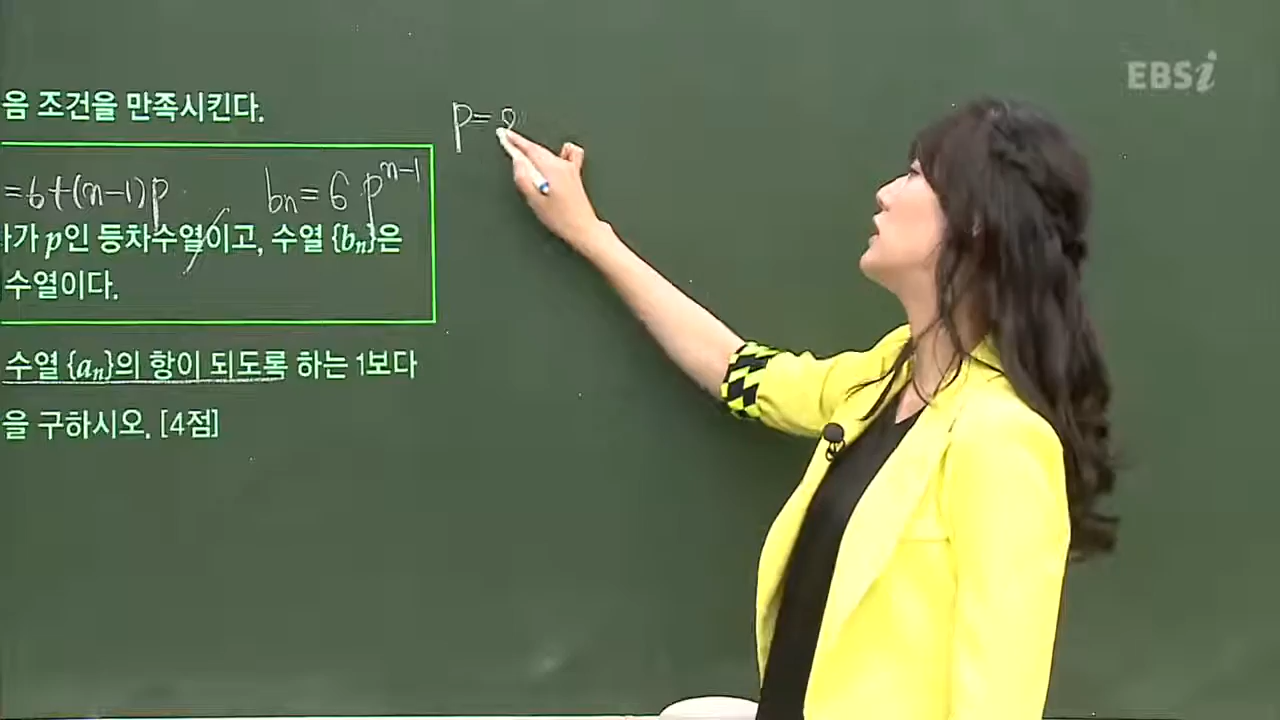 EBSi
음 조건을 만족시킨다.
p=
=6+(n-1)p bn=6 p^{n-1}
가 p인 등차수열이고, 수열 {bn}은
수열이다.
수열 {an}의 항이 되도록 하는 1보다
을 구하시오. [4점]